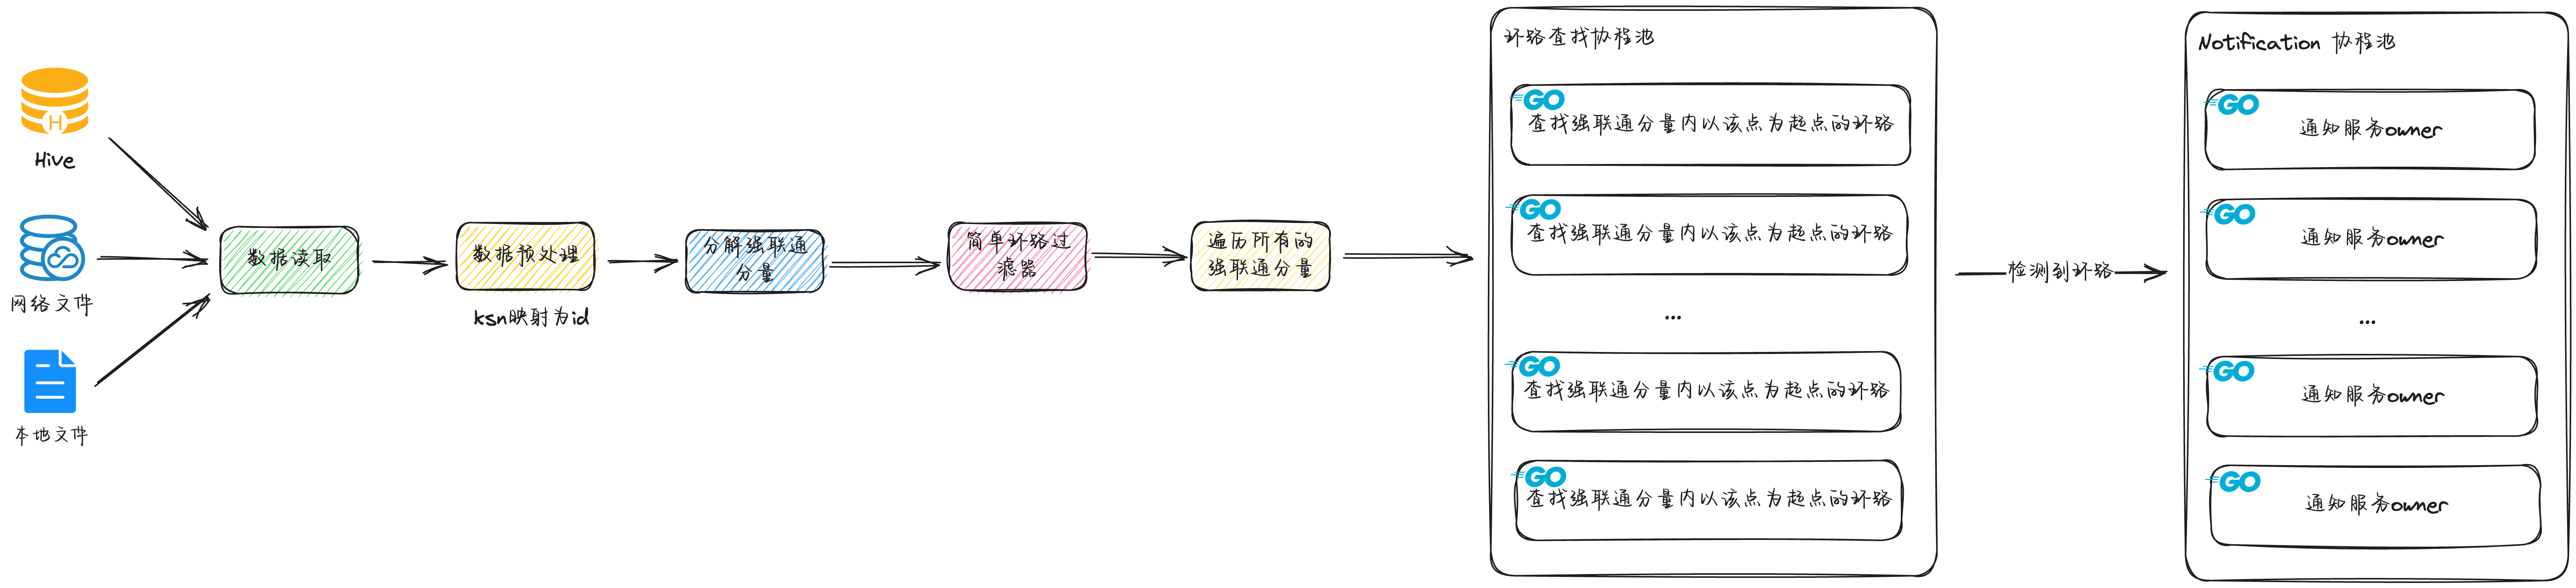 Hive
网络文件
本地文件
数据读取
数据预处理
ksn映射为id
分解强联通
分量
简单环路过
滤器
遍历所有的
强联通分量
环路查找协程池
GO
查找强联通分量内以该点为起点的环路
GO
查找强联通分量内以该点为起点的环路
...
GO
查找强联通分量内以该点为起点的环路
GO
查找强联通分量内以该点为起点的环路
检测到环路
Notification 协程池
GO
通知服务owner
GO
通知服务owner
...
GO
通知服务owner
GO
通知服务owner